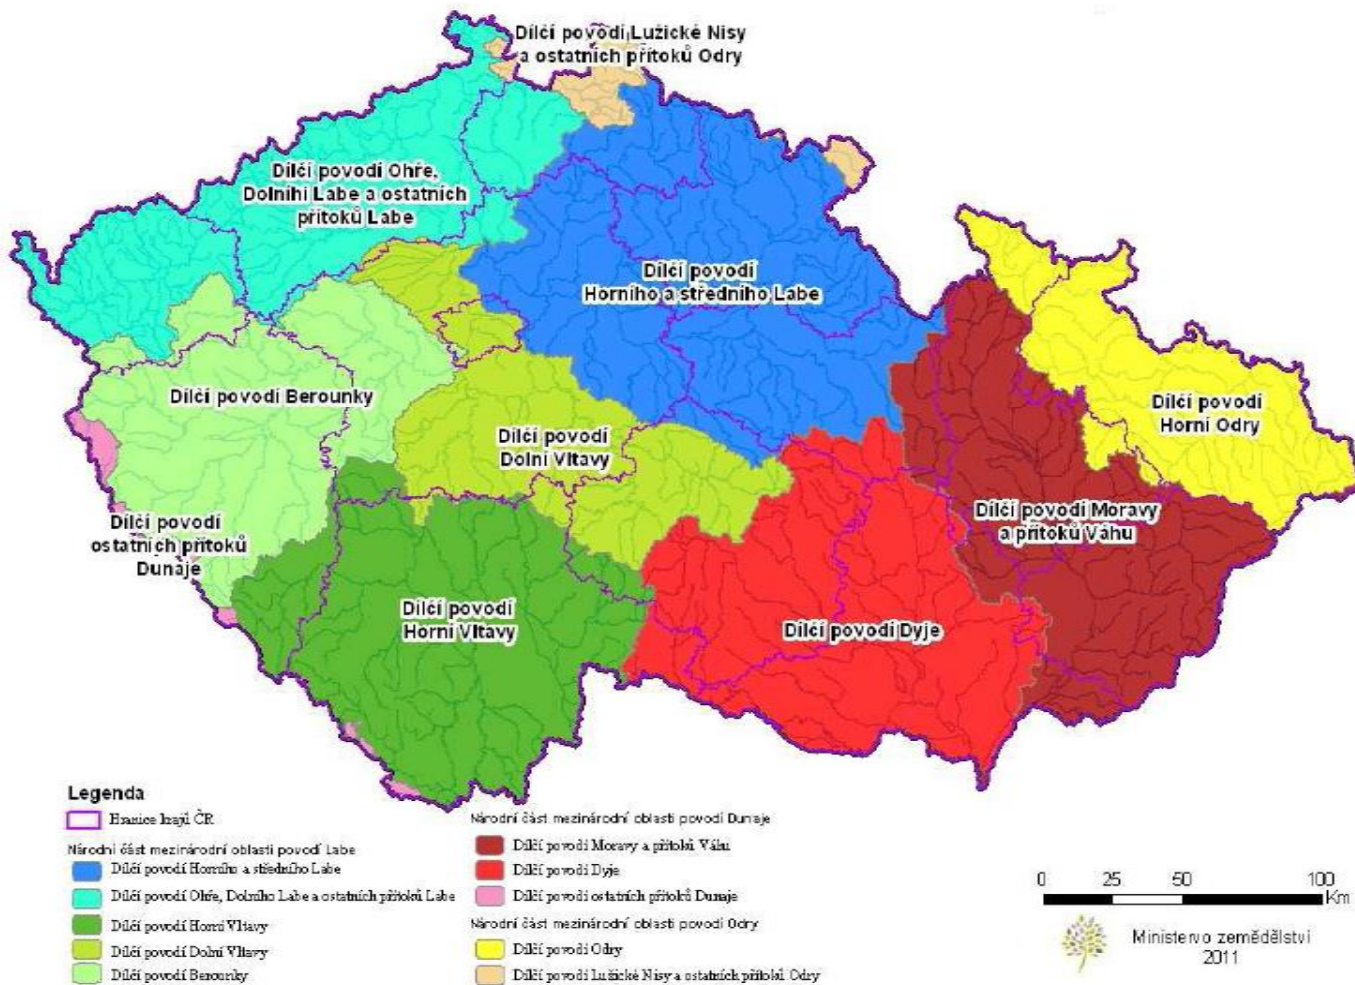 Dílčí povodí Lužické Nisy
a ostatních přítoků Odry
Dílčí povodí Ohře,
Dolního Labe a ostatních
přítoků Labe
Dílčí povodí
Horního a středního Labe
Dílčí povodí Berounky
Dílčí povodí
Horní Odry
Dílčí povodí
Dolní Vltavy
Dílčí povodí
ostatních přítoků
Dunaje
Dílčí povodí Moravy
a přítoků Váhu
Dílčí povodí
Horní Vltavy
Dílčí povodí Dyje
Legenda
Hranice krajů ČR
Národní část mezinárodní oblasti povodí Labe
Dílčí povodí Horního a středního Labe
Dílčí povodí Ohře, Dolního Labe a ostatních přítoků Labe
Dílčí povodí Horní Vltavy
Dílčí povodí Dolní Vltavy
Dílčí povodí Berounky
Národní část mezinárodní oblasti povodí Dunaje
Dílčí povodí Moravy a přítoků Váhu
Dílčí povodí Dyje
Dílčí povodí ostatních přítoků Dunaje
Národní část mezinárodní oblasti povodí Odry
Dílčí povodí Odry
Dílčí povodí Lužické Nisy a ostatních přítoků Odry
0 25 50 100
Km
Ministervo zemědělství
2011